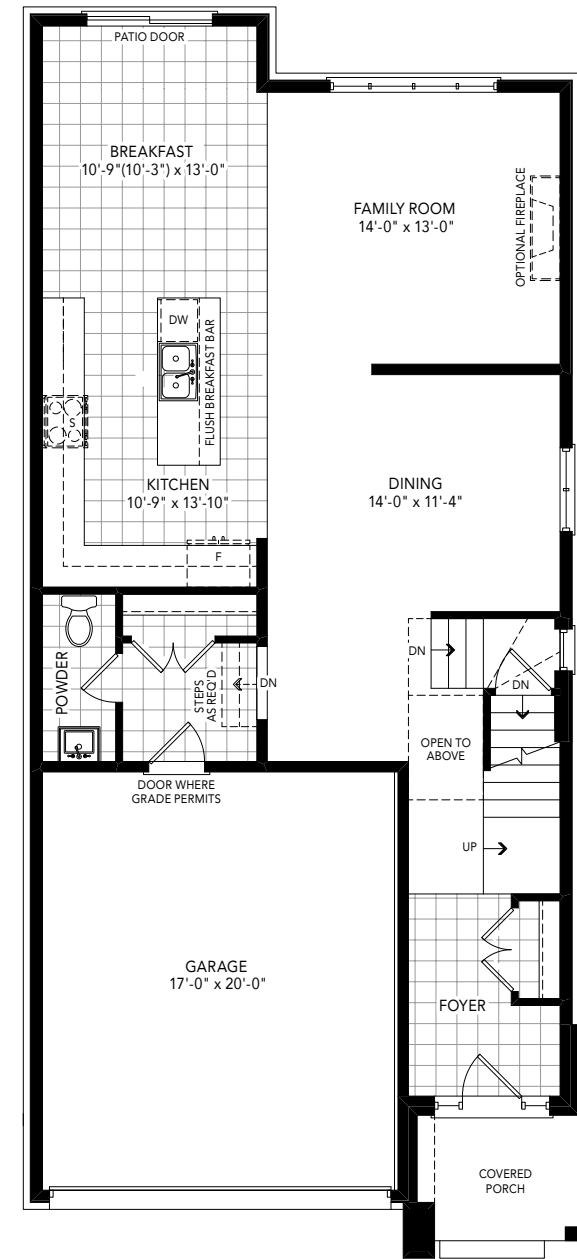 PATIO DOOR
BREAKFAST
10'-9"(10'-3") x 13'-0"
FAMILY ROOM
14'-0" x 13'-0"
OPTIONAL FIREPLACE
DW
FLUSH BREAKFAST BAR
S
KITCHEN
10'-9" x 13'-10"
DINING
14'-0" x 11'-4"
F
POWDER
STEPS
AS REQ'D
DN
DN
DN
OPEN TO
ABOVE
DOOR WHERE
GRADE PERMITS
UP
GARAGE
17'-0" x 20'-0"
FOYER
COVERED
PORCH